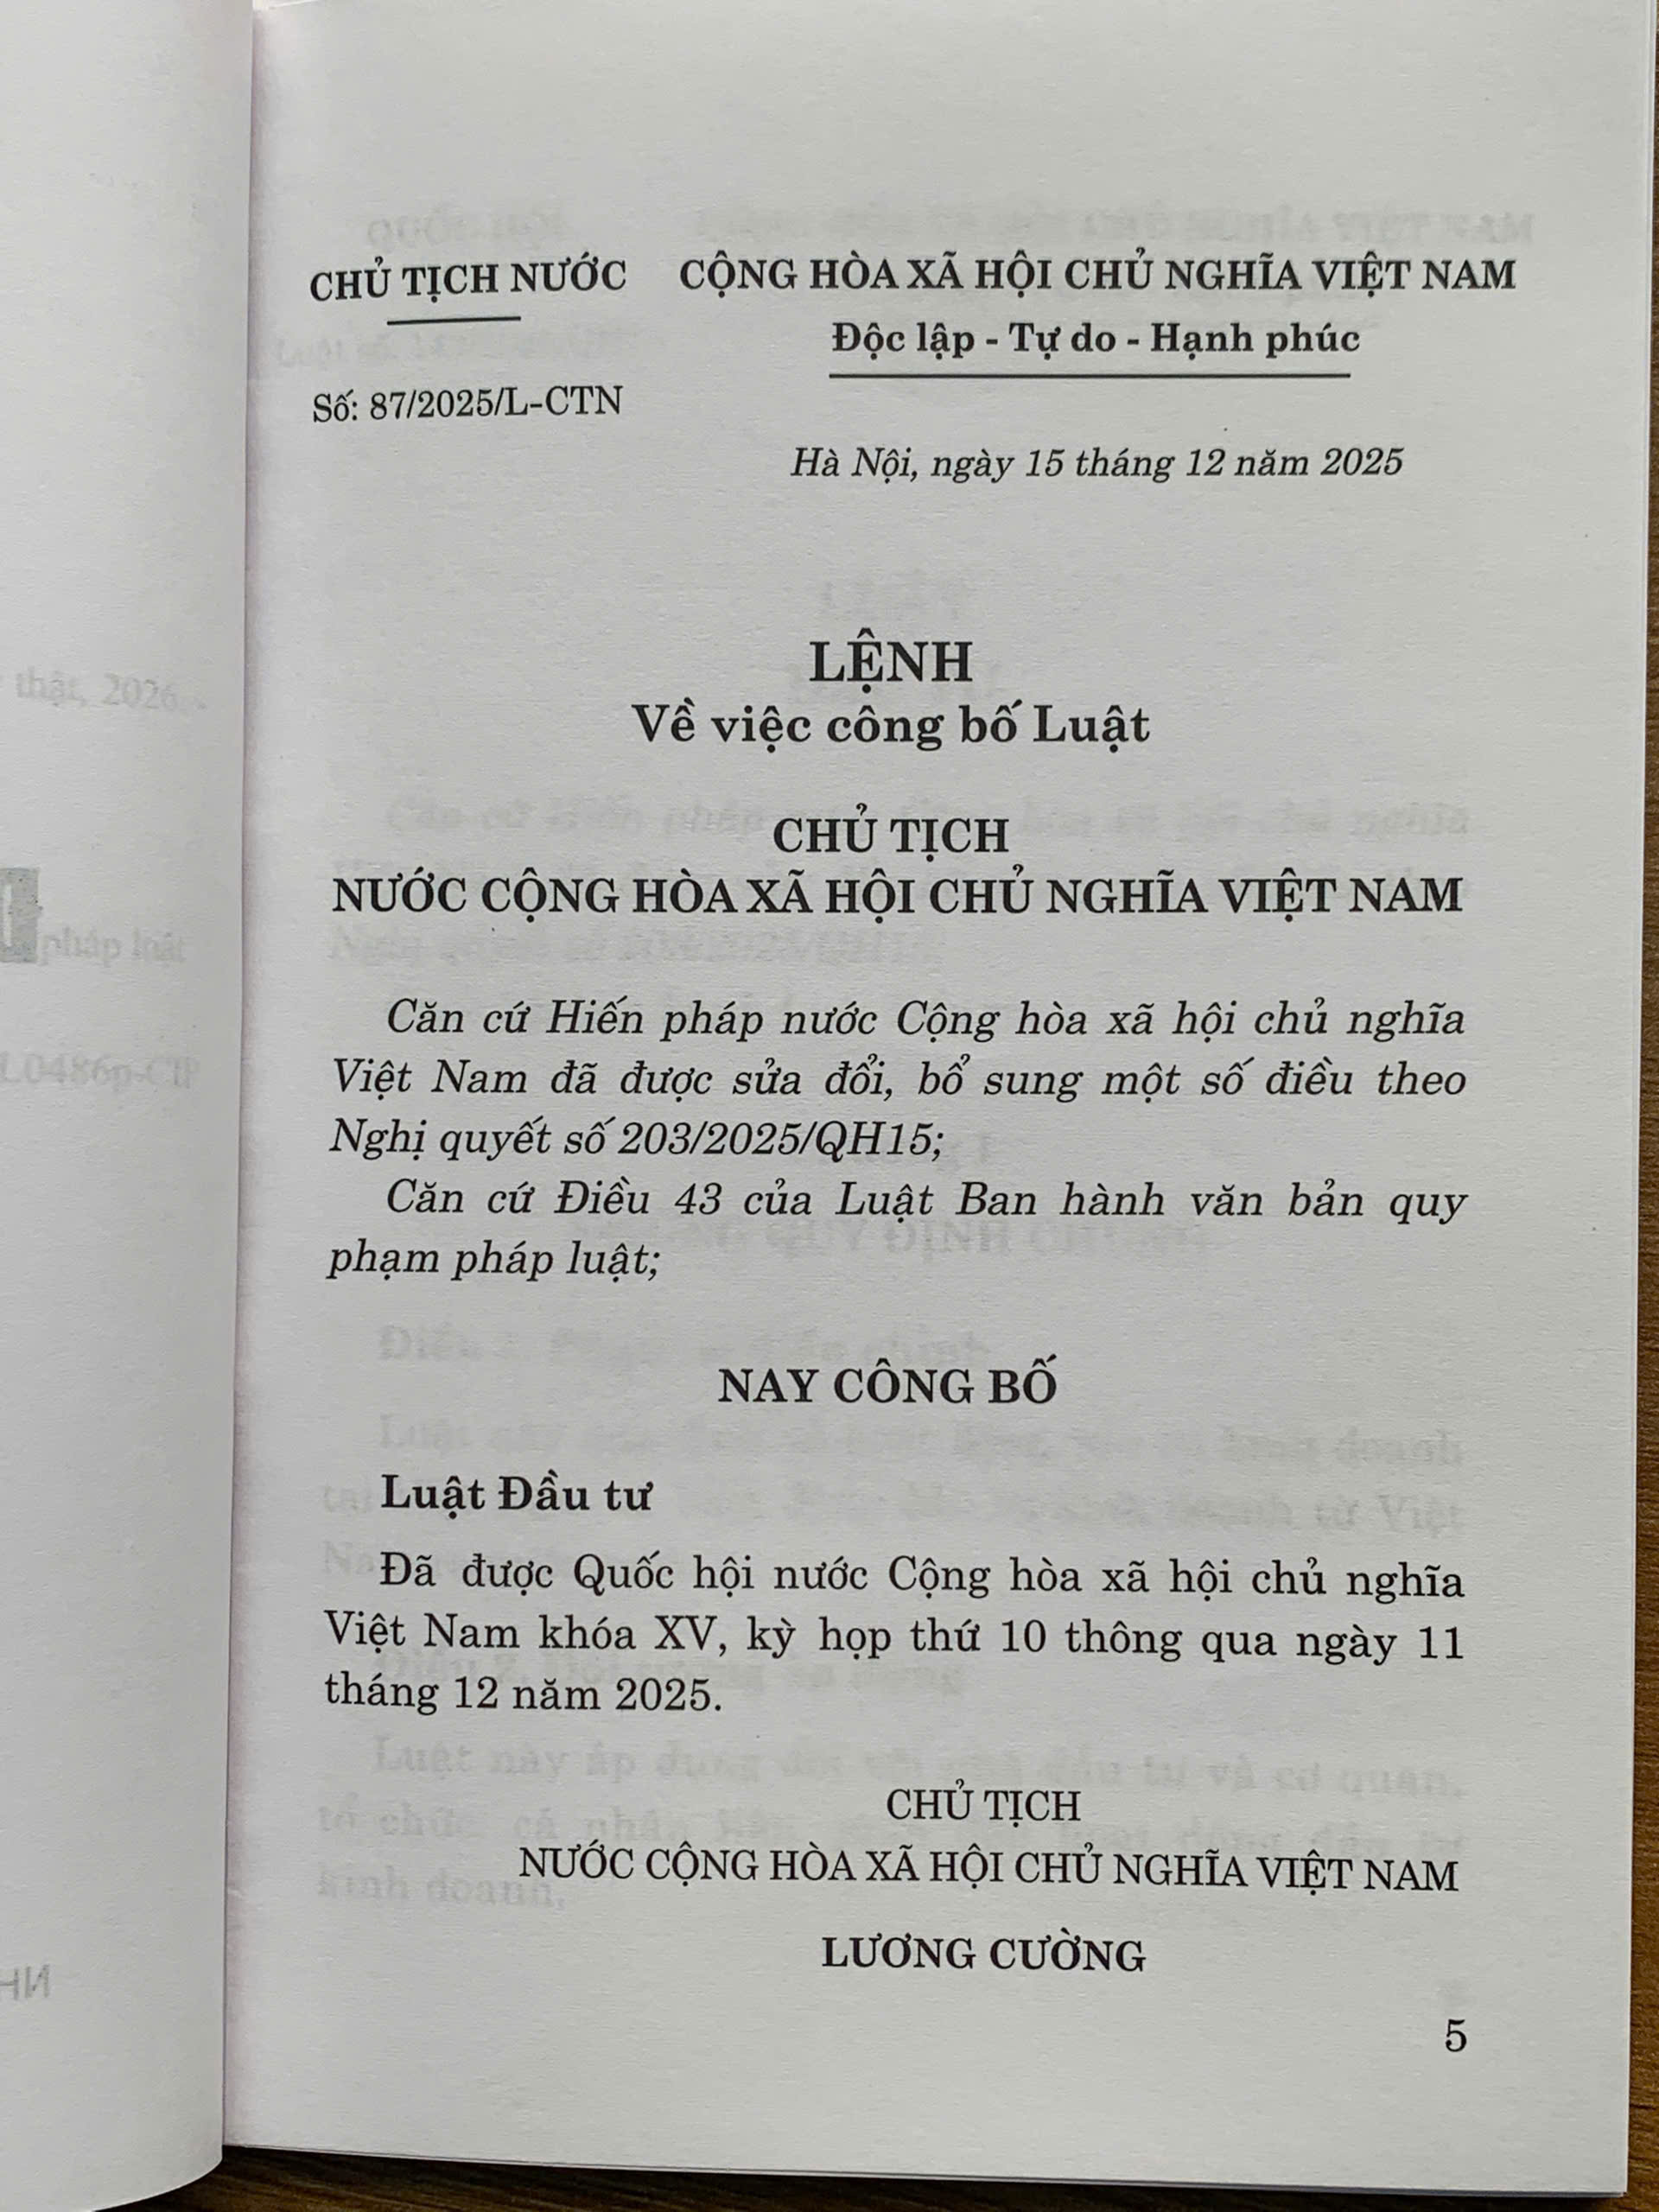 thật, 2026.
pháp luật
L0486p-CIP
CHỦ TỊCH NƯỚC
CỘNG HÒA XÃ HỘI CHỦ NGHĨA VIỆT NAM
Độc lập - Tự do - Hạnh phúc
Số: 87/2025/L-CTN
Hà Nội, ngày 15 tháng 12 năm 2025
LỆNH
Về việc công bố Luật
CHỦ TỊCH
NƯỚC CỘNG HÒA XÃ HỘI CHỦ NGHĨA VIỆT NAM
Căn cứ Hiến pháp nước Cộng hòa xã hội chủ nghĩa
Việt Nam đã được sửa đổi, bổ sung một số điều theo
Nghị quyết số 203/2025/QH15;
Căn cứ Điều 43 của Luật Ban hành văn bản quy
phạm pháp luật;
NAY CÔNG BỐ
Luật Đầu tư
Đã được Quốc hội nước Cộng hòa xã hội chủ nghĩa
Việt Nam khóa XV, kỳ họp thứ 10 thông qua ngày 11
tháng 12 năm 2025.
CHỦ TỊCH
NƯỚC CỘNG HÒA XÃ HỘI CHỦ NGHĨA VIỆT NAM
LƯƠNG CƯỜNG
5